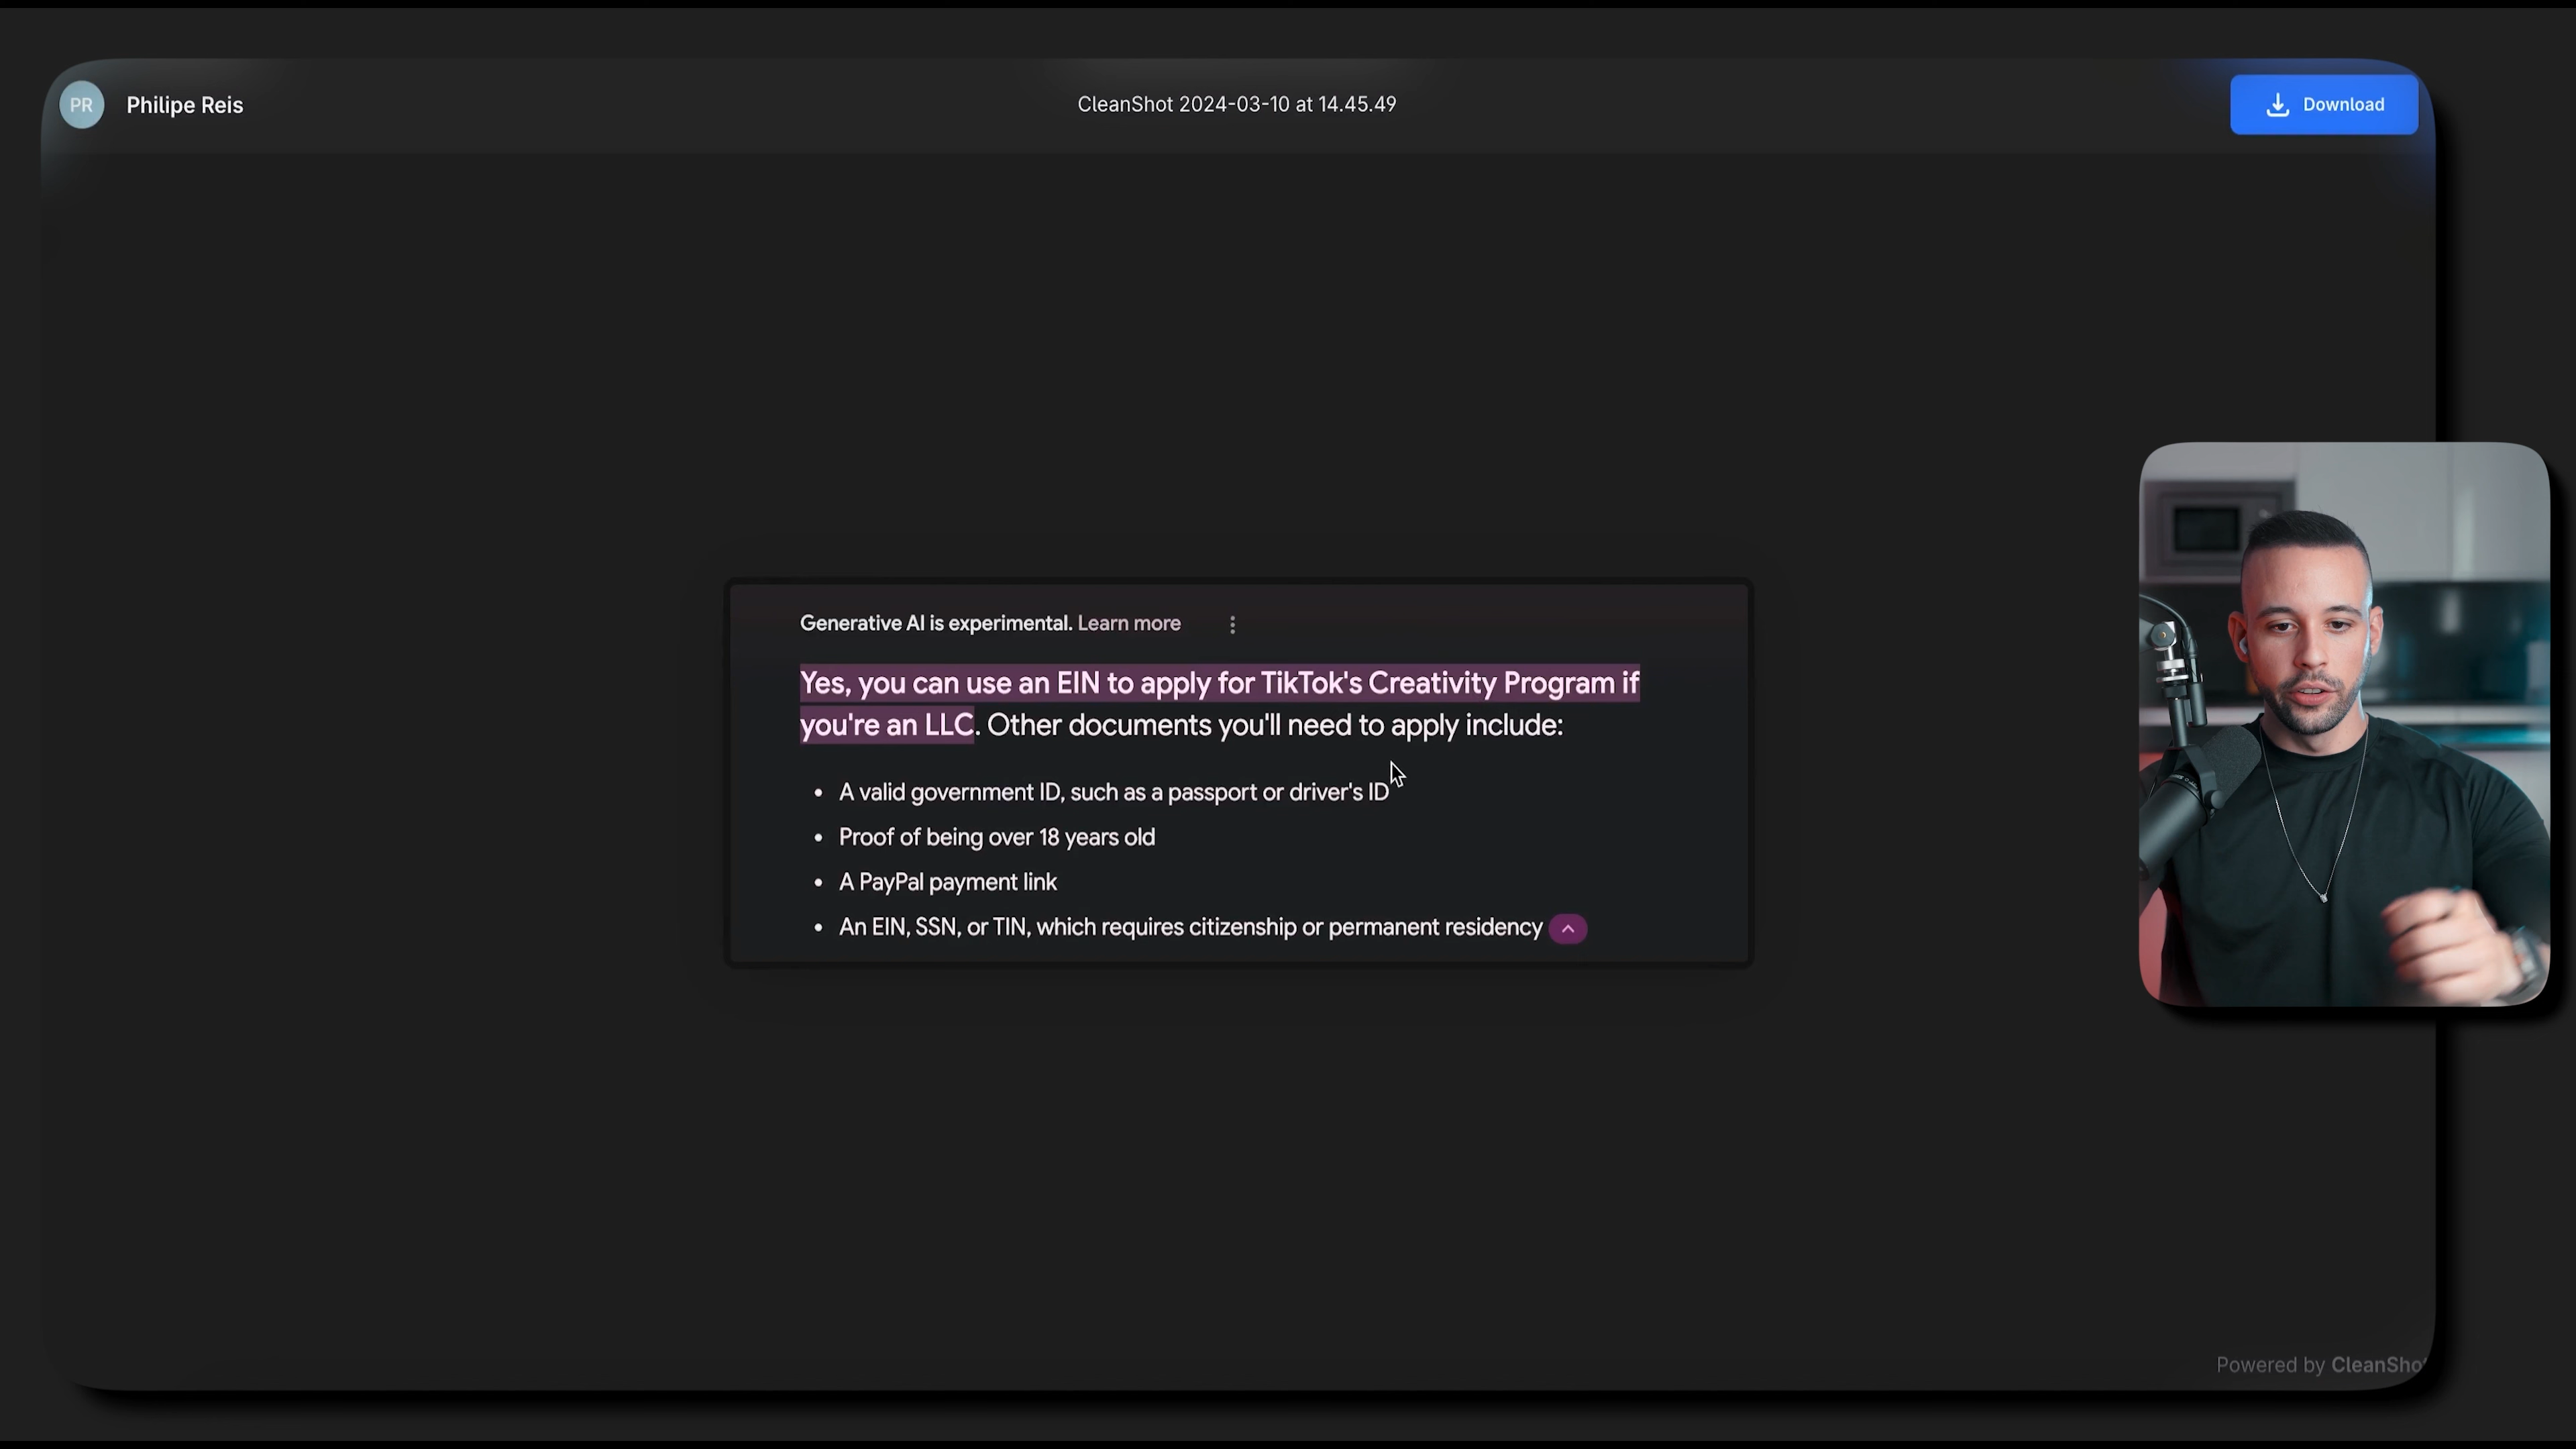 PR
Philipe Reis
CleanShot 2024-03-10 at 14.45.49
Download
Generative AI is experimental. Learn more
Yes, you can use an EIN to apply for TikTok's Creativity Program if
you're an LLC. Other documents you'll need to apply include:
• A valid government ID, such as a passport or driver's ID
• Proof of being over 18 years old
• A PayPal payment link
• An EIN, SSN, or TIN, which requires citizenship or permanent residency
Powered by CleanShot